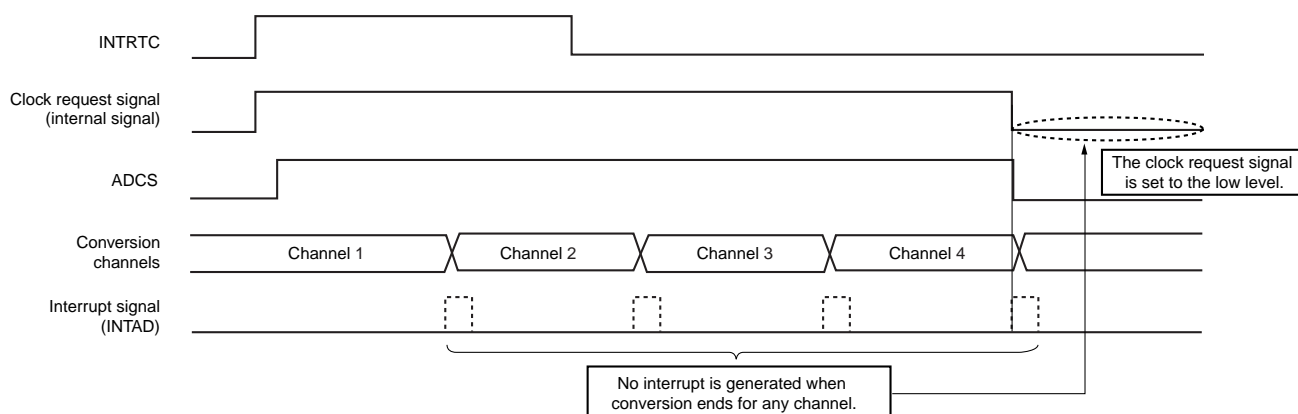 INTRTC
Clock request signal
(internal signal)
The clock request signal
is set to the low level.
ADCS
Conversion
channels
Channel 1
Channel 2
Channel 3
Channel 4
Interrupt signal
(INTAD)
No interrupt is generated when
conversion ends for any channel.